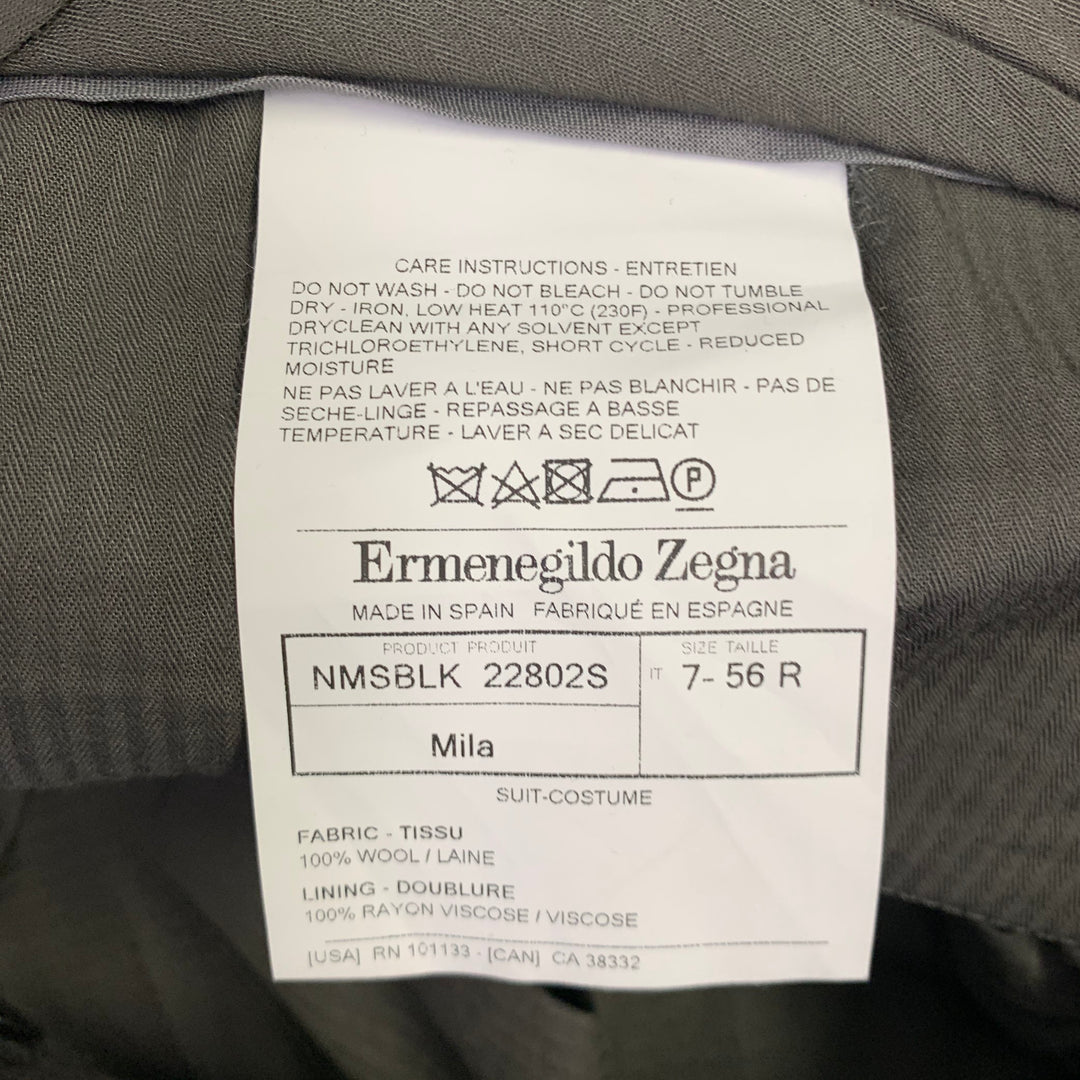 CARE INSTRUCTIONS - ENTRETIEN
DO NOT WASH - DO NOT BLEACH - DO NOT TUMBLE
DRY - IRON, LOW HEAT 110°C (230F) - PROFESSIONAL
DRYCLEAN WITH ANY SOLVENT EXCEPT
TRICHLOROETHYLENE, SHORT CYCLE - REDUCED
MOISTURE
NE PAS LAVER A L'EAU - NE PAS BLANCHIR - PAS DE
SECHE-LINGE - REPASSAGE A BASSE
TEMPERATURE - LAVER A SEC DELICAT
P
Ermenegildo Zegna
MADE IN SPAIN FABRIQUÉ EN ESPAGNE
PRODUCT PRODUIT
NMSBLK 22802S
Mila
SIZE TAILLE
IT 7- 56 R
SUIT-COSTUME
FABRIC - TISSU
100% WOOL / LAINE
LINING - DOUBLURE
100% RAYON VISCOSE / VISCOSE
[USA] RN 101133 - [CAN] CA 38332